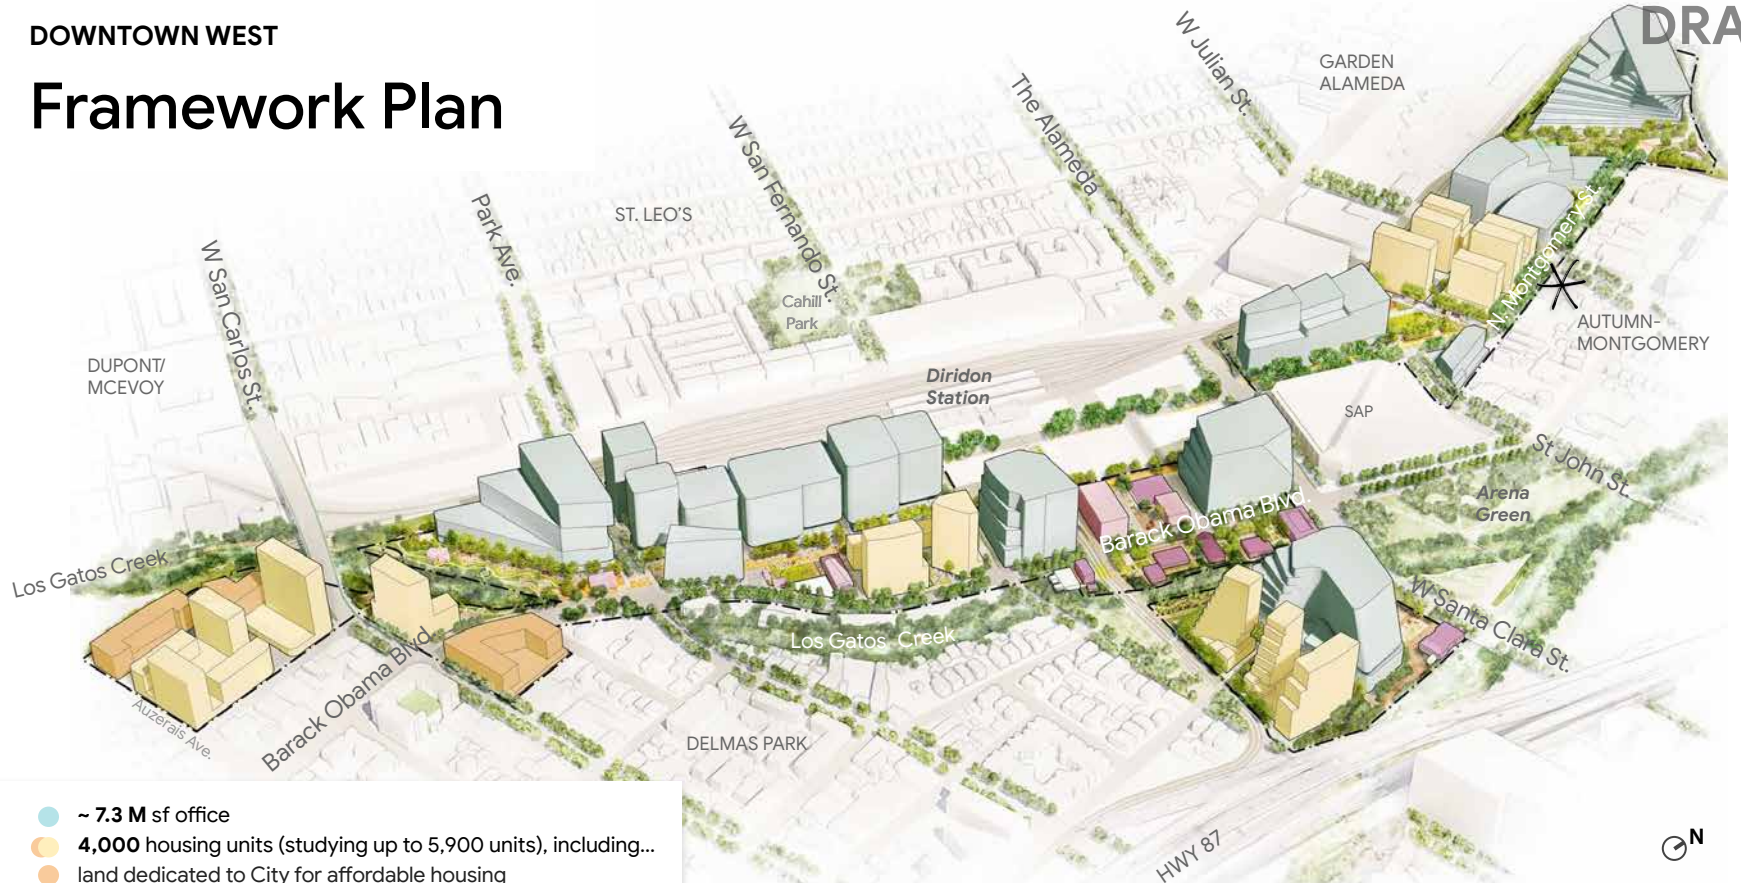 DOWNTOWN WEST
DRA
Framework Plan
W Julian St.
GARDEN
ALAMEDA
The Alameda
W San Fernando St.
Park Ave.
ST. LEO'S
W San Carlos St.
Cahill
Park
N. Montgomery St.
AUTUMN-
MONTGOMERY
DUPONT/
MCEVOY
Diridon
Station
SAP
St John St.
Arena
Green
Barack Obama Blvd.
Los Gatos Creek
W Santa Clara St.
Los Gatos Creek
Barack Obama Blvd.
Auzerais Ave.
DELMAS PARK
HWY 87
N
~ 7.3 M sf office
4,000 housing units (studying up to 5,900 units), including...
land dedicated to City for affordable housing